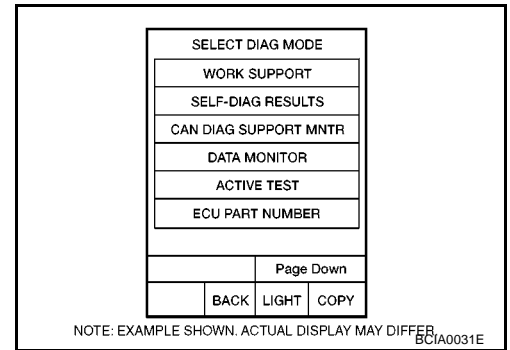 SELECT DIAG MODE
WORK SUPPORT
SELF-DIAG RESULTS
CAN DIAG SUPPORT MNTR
DATA MONITOR
ACTIVE TEST
ECU PART NUMBER
Page Down
BACK LIGHT COPY
NOTE: EXAMPLE SHOWN. ACTUAL DISPLAY MAY DIFFER.
BCIA0031E